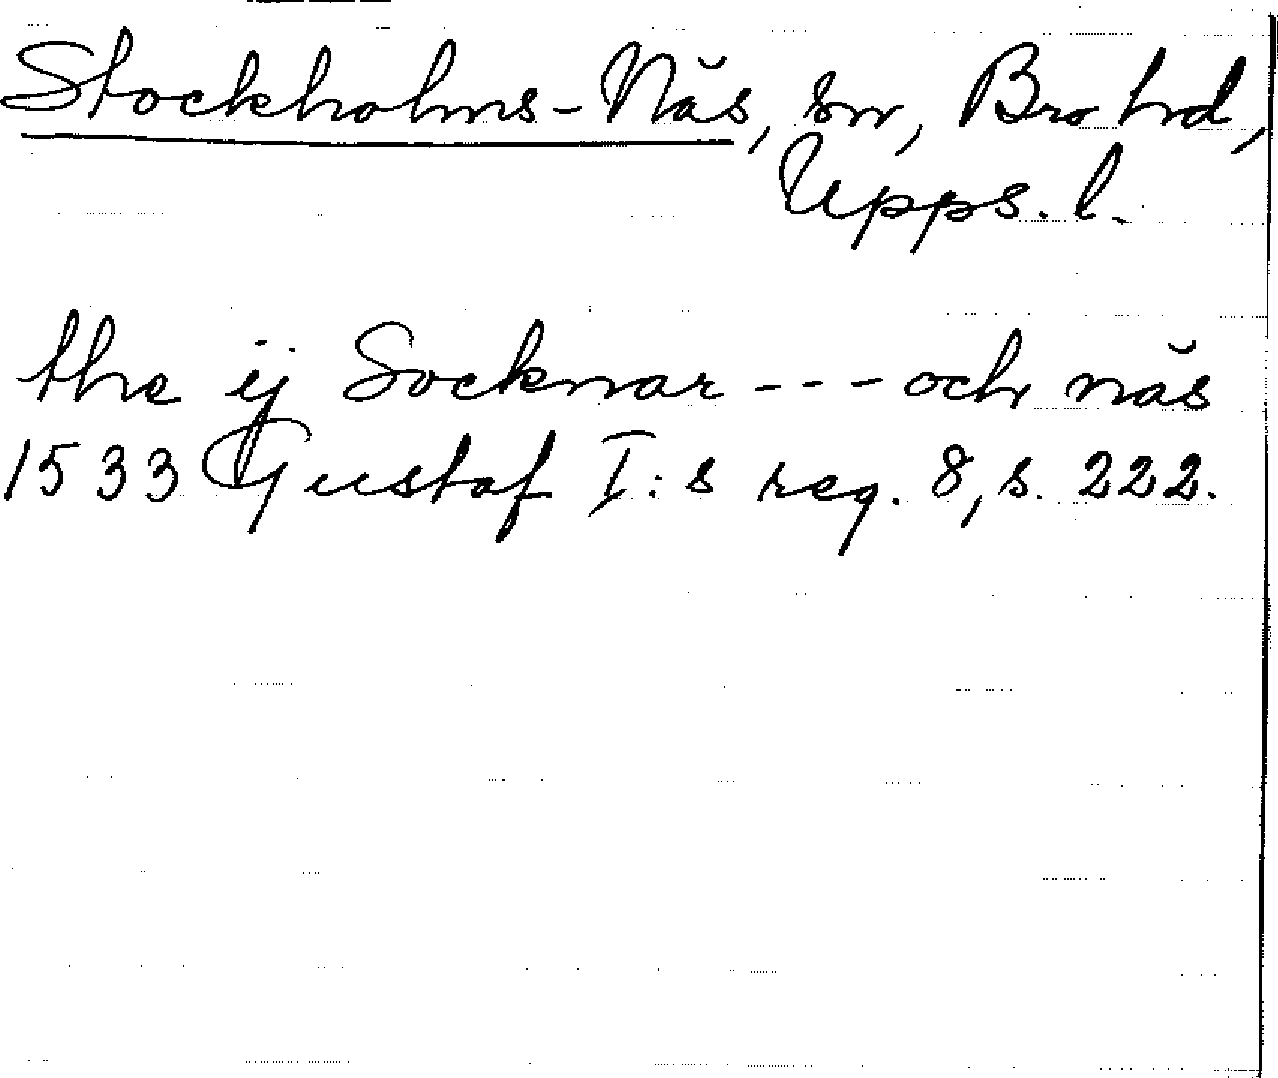 Stockholms-Näs, sn, Bro hd,
Upps. l.
the ij Socknar --- och näs
1533 Gustaf I:s reg. 8, s. 222.